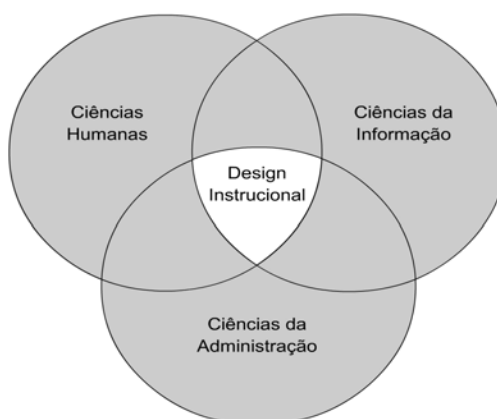 Ciências
Humanas
Ciências da
Informação
Design
Instrucional
Ciências da
Administração